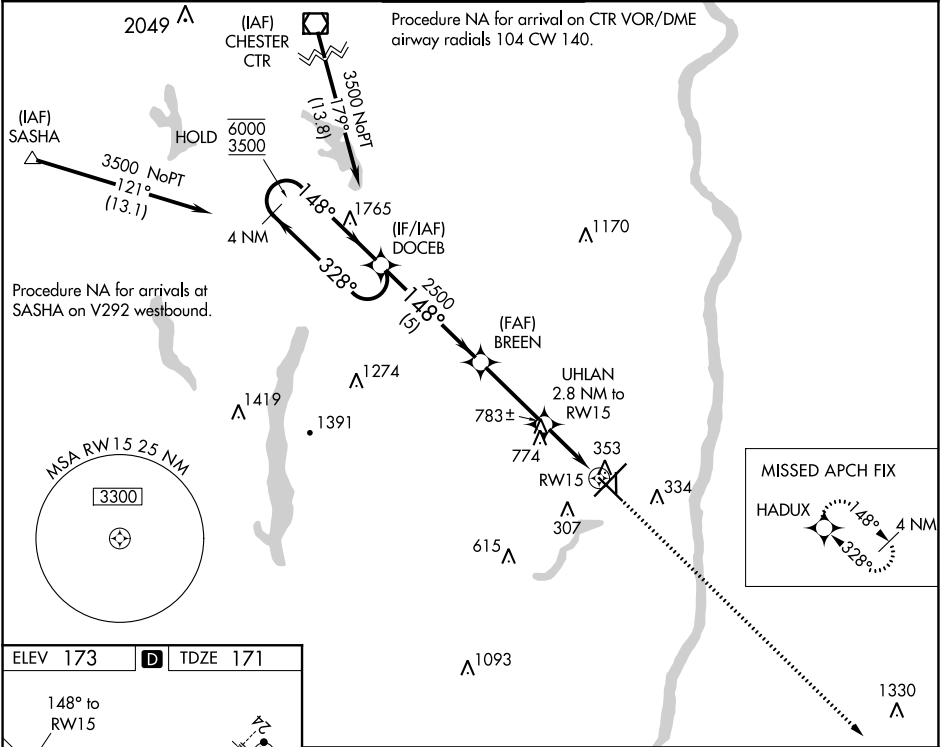 2049
(IAF)
CHESTER
CTR
Procedure NA for arrival on CTR VOR/DME
airway radials 104 CW 140.
3500 NoPT
179°
(13.8)
(IAF)
SASHA
3500 NoPT
121°
(13.1)
HOLD
6000
3500
4 NM
148°
328°
1765
(IF/IAF)
DOCEB
1170
Procedure NA for arrivals at
SASHA on V292 westbound.
2500
148°
(5)
(FAF)
BREEN
1274
1419
1391
UHLAN
2.8 NM to
RW15
783±
774
353
RW15
334
307
615
MSA RW15 25 NM
3300
MISSED APCH FIX
HADUX
148°
328°
4 NM
1093
1330
ELEV 173
D
TDZE 171
148° to
RW15
24